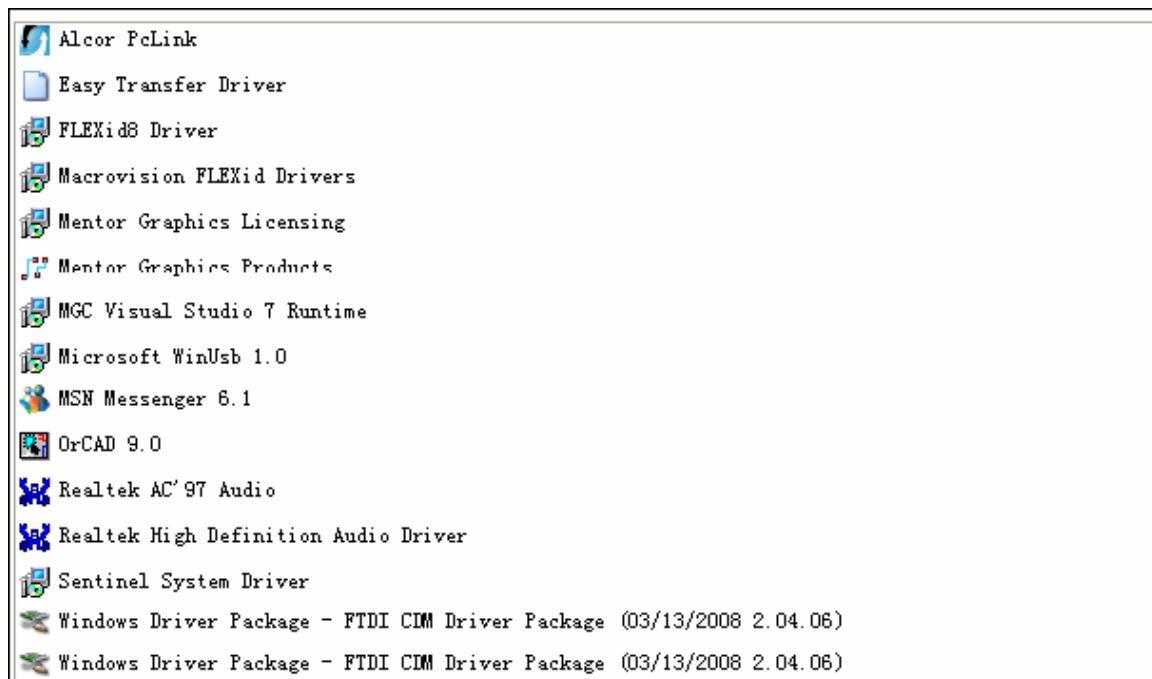 Alcor PcLink
Easy Transfer Driver
FLEXid8 Driver
Macrovision FLEXid Drivers
Mentor Graphics Licensing
Mentor Graphics Products
MGC Visual Studio 7 Runtime
Microsoft WinUsb 1.0
MSN Messenger 6.1
OrCAD 9.0
Realtek AC'97 Audio
Realtek High Definition Audio Driver
Sentinel System Driver
Windows Driver Package - FTDI CDM Driver Package (03/13/2008 2.04.06)
Windows Driver Package - FTDI CDM Driver Package (03/13/2008 2.04.06)